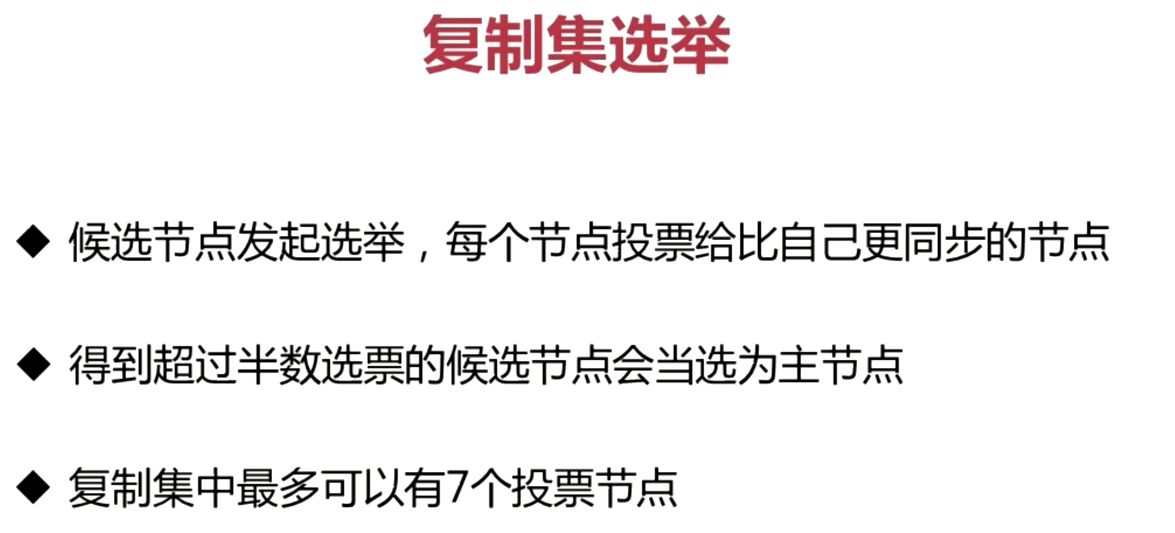 复制集选举
◆ 候选节点发起选举，每个节点投票给比自己更同步的节点
◆ 得到超过半数选票的候选节点会当选为主节点
◆ 复制集中最多可以有7个投票节点